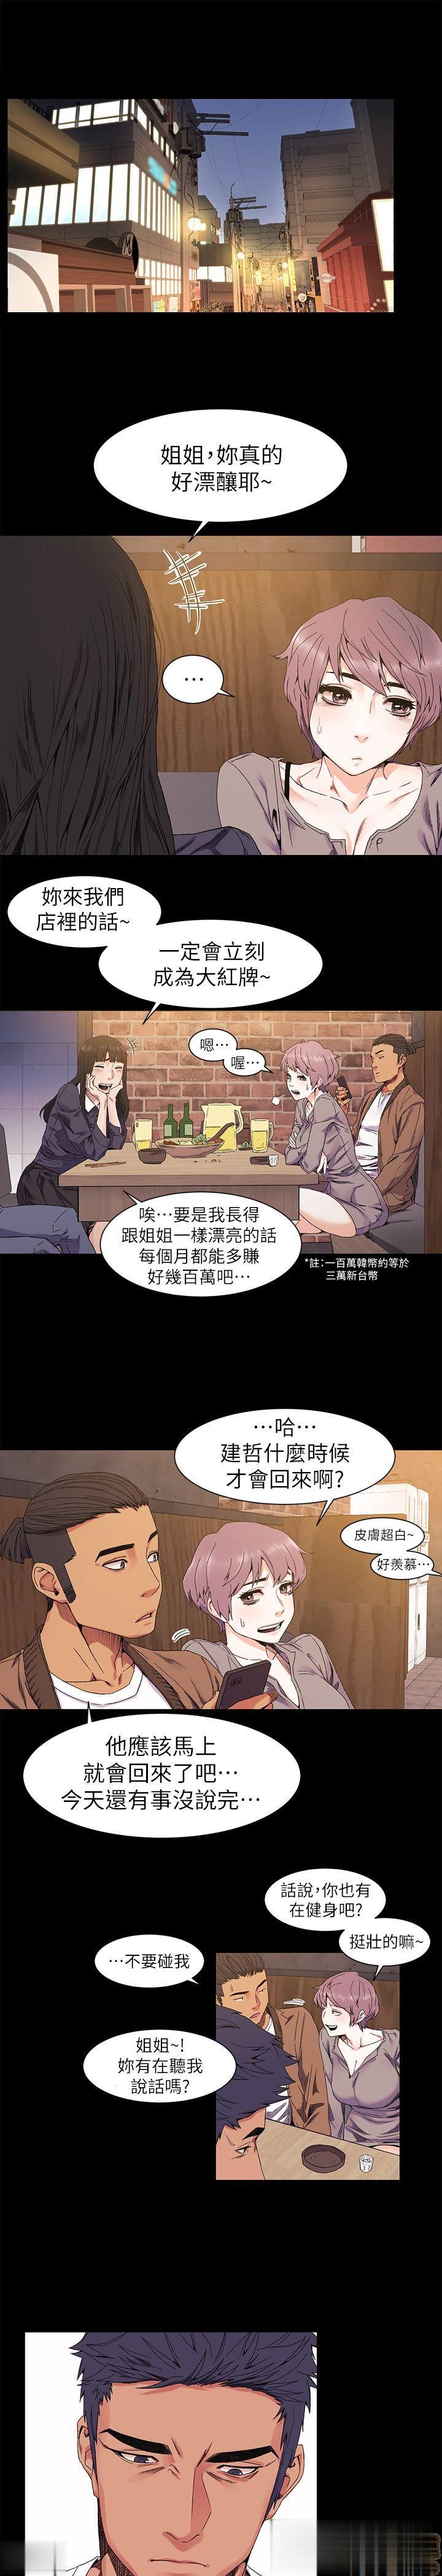 姐姐，妳真的
好漂釀耶~
…
妳來我們
店裡的話~
一定會立刻
成為大紅牌~
嗯…
喔…
唉…要是我長得
跟姐姐一樣漂亮的話
每個月都能多賺
好幾百萬吧…
*註：一百萬韓幣約等於
三萬新台幣
…哈…
建哲什麼時候
才會回來啊？
皮膚超白~
好羨慕…
他應該馬上
就會回來了吧…
今天還有事沒說完…
話說，你也有
在健身吧？
挺壯的嘛~
…不要碰我
姐姐~！
妳有在聽我
說話嗎？